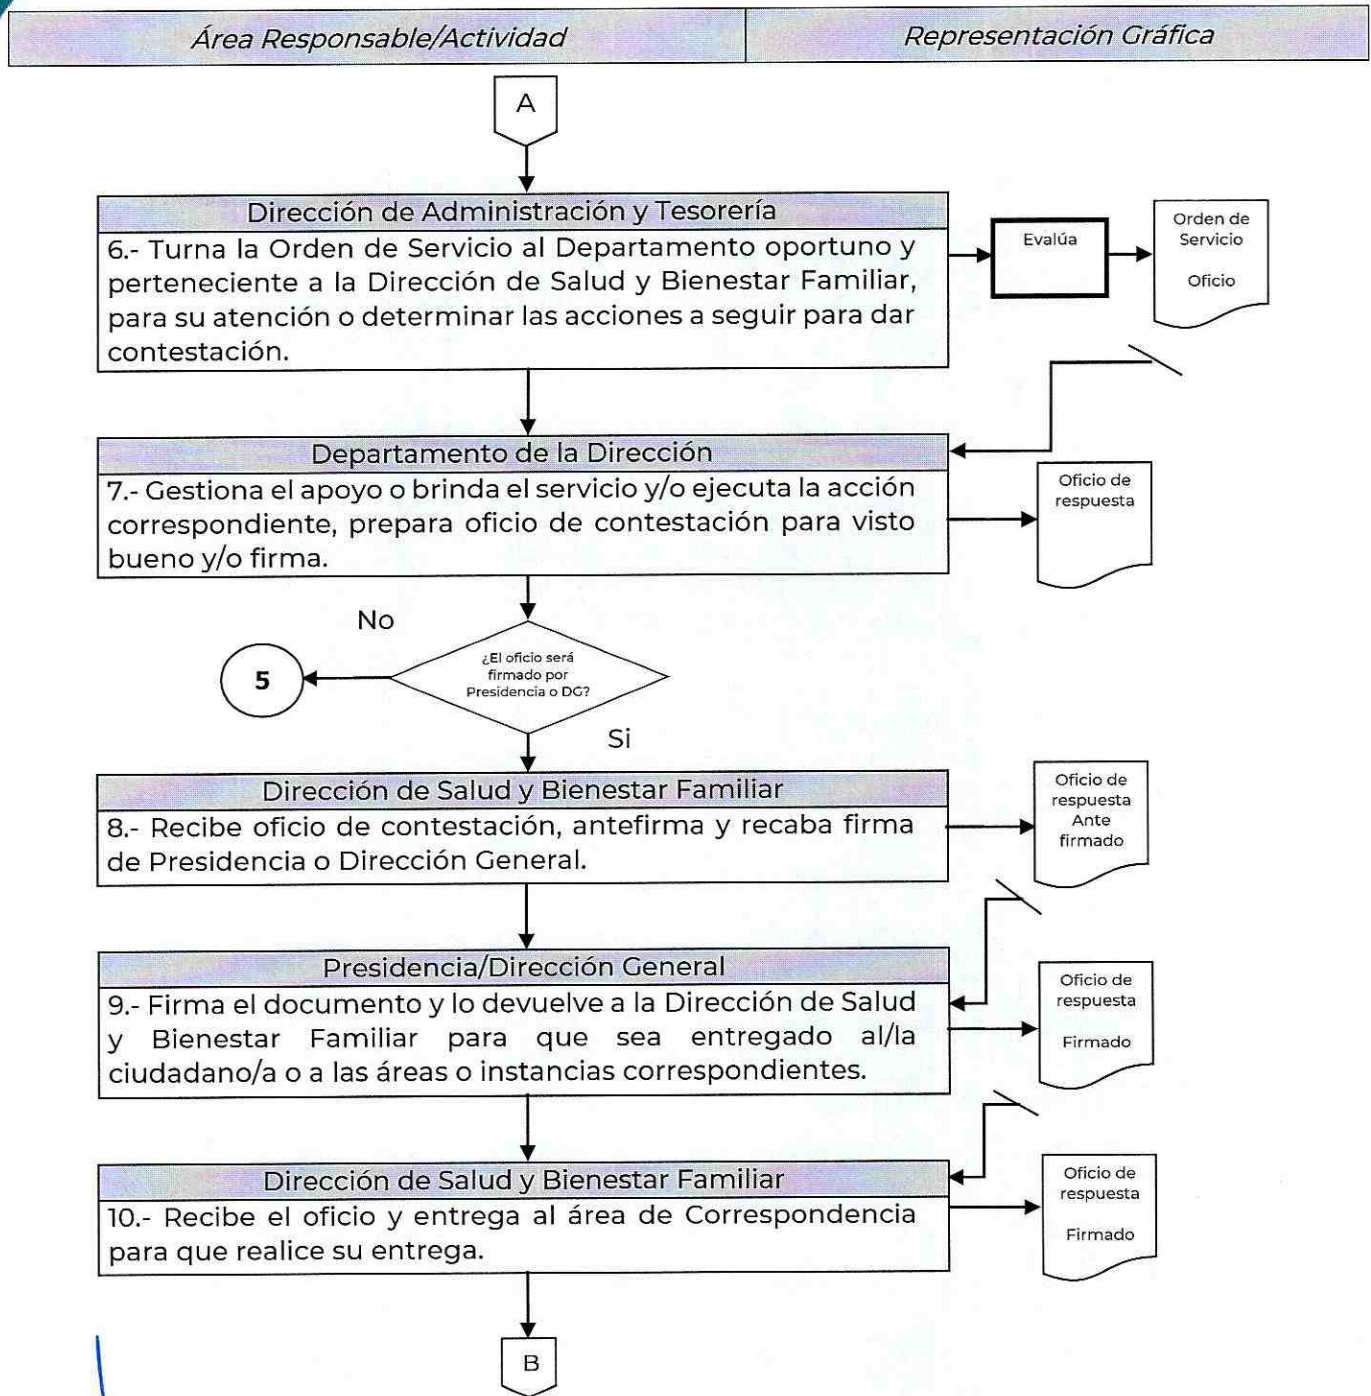 Área Responsable/Actividad
Representación Gráfica
A
Dirección de Administración y Tesorería
6.- Turna la Orden de Servicio al Departamento oportuno y
perteneciente a la Dirección de Salud y Bienestar Familiar,
para su atención o determinar las acciones a seguir para dar
contestación.
Evalúa
Orden de
Servicio
Oficio
Departamento de la Dirección
7.- Gestiona el apoyo o brinda el servicio y/o ejecuta la acción
correspondiente, prepara oficio de contestación para visto
bueno y/o firma.
Oficio de
respuesta
No
5
¿El oficio será
firmado por
Presidencia o DG?
Si
Dirección de Salud y Bienestar Familiar
8.- Recibe oficio de contestación, antefirma y recaba firma
de Presidencia o Dirección General.
Oficio de
respuesta
Ante
firmado
Presidencia/Dirección General
9.- Firma el documento y lo devuelve a la Dirección de Salud
y Bienestar Familiar para que sea entregado al/la
ciudadano/a o a las áreas o instancias correspondientes.
Oficio de
respuesta
Firmado
Dirección de Salud y Bienestar Familiar
10.- Recibe el oficio y entrega al área de Correspondencia
para que realice su entrega.
Oficio de
respuesta
Firmado
B